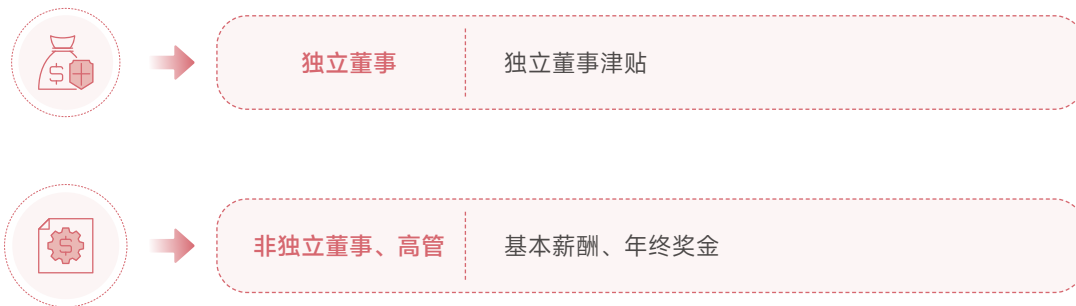 独立董事
独立董事津贴
非独立董事、高管
基本薪酬、年终奖金